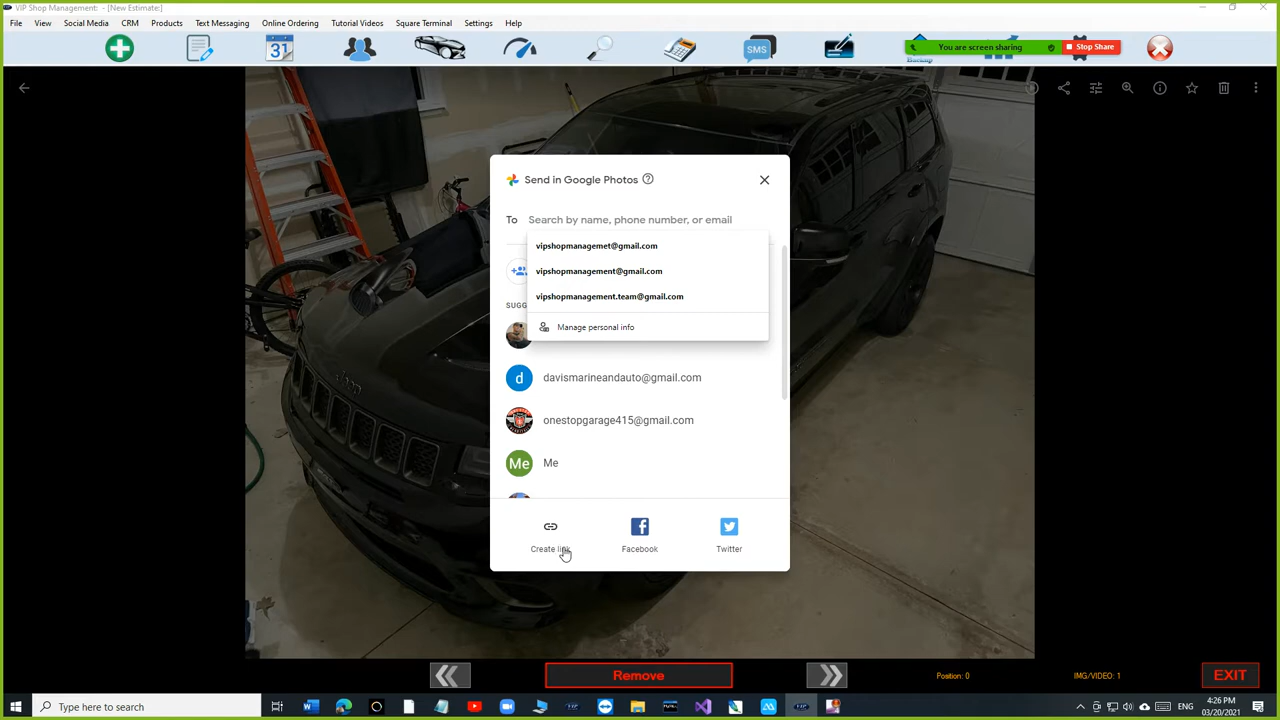 VIP Shop Management: - [New Estimate:]
File View Social Media CRM Products Text Messaging Online Ordering Tutorial Videos Square Terminal Settings Help
31
SMS
Backup
You are screen sharing
Stop Share
Send in Google Photos
To Search by name, phone number, or email
vipshopmanagemet@gmail.com
vipshopmanagement@gmail.com
vipshopmanagement.team@gmail.com
SUGG
Manage personal info
d davismarineandauto@gmail.com
onestopgarage415@gmail.com
Me Me
Create link Facebook Twitter
Jeep
Remove
Position: 0
IMG/VIDEO: 1
EXIT
Type here to search
ENG
4:26 PM
03/20/2021